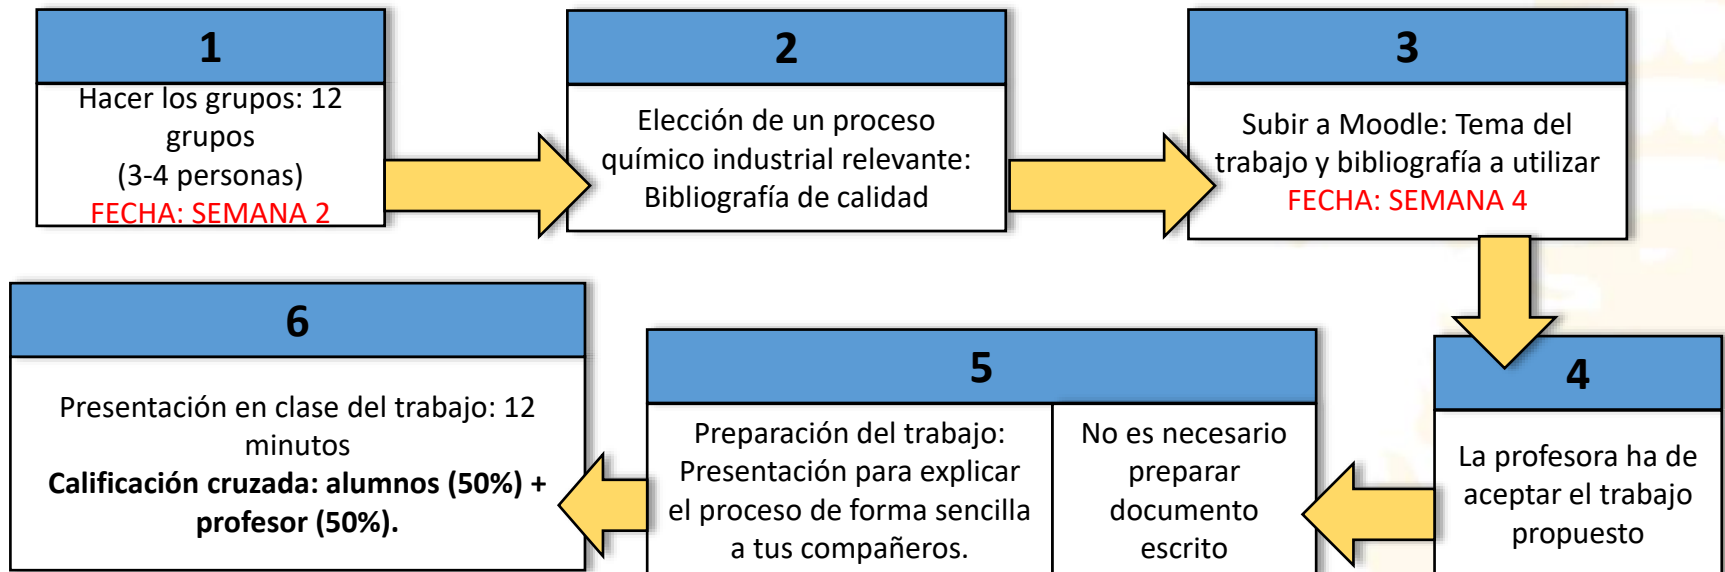 1
Hacer los grupos: 12
grupos
(3-4 personas)
FECHA: SEMANA 2
2
Elección de un proceso
químico industrial relevante:
Bibliografía de calidad
3
Subir a Moodle: Tema del
trabajo y bibliografía a utilizar
FECHA: SEMANA 4
4
La profesora ha de
aceptar el trabajo
propuesto
5
Preparación del trabajo:
Presentación para explicar
el proceso de forma sencilla
a tus compañeros.
No es necesario
preparar
documento
escrito
6
Presentación en clase del trabajo: 12
minutos
Calificación cruzada: alumnos (50%) +
profesor (50%).